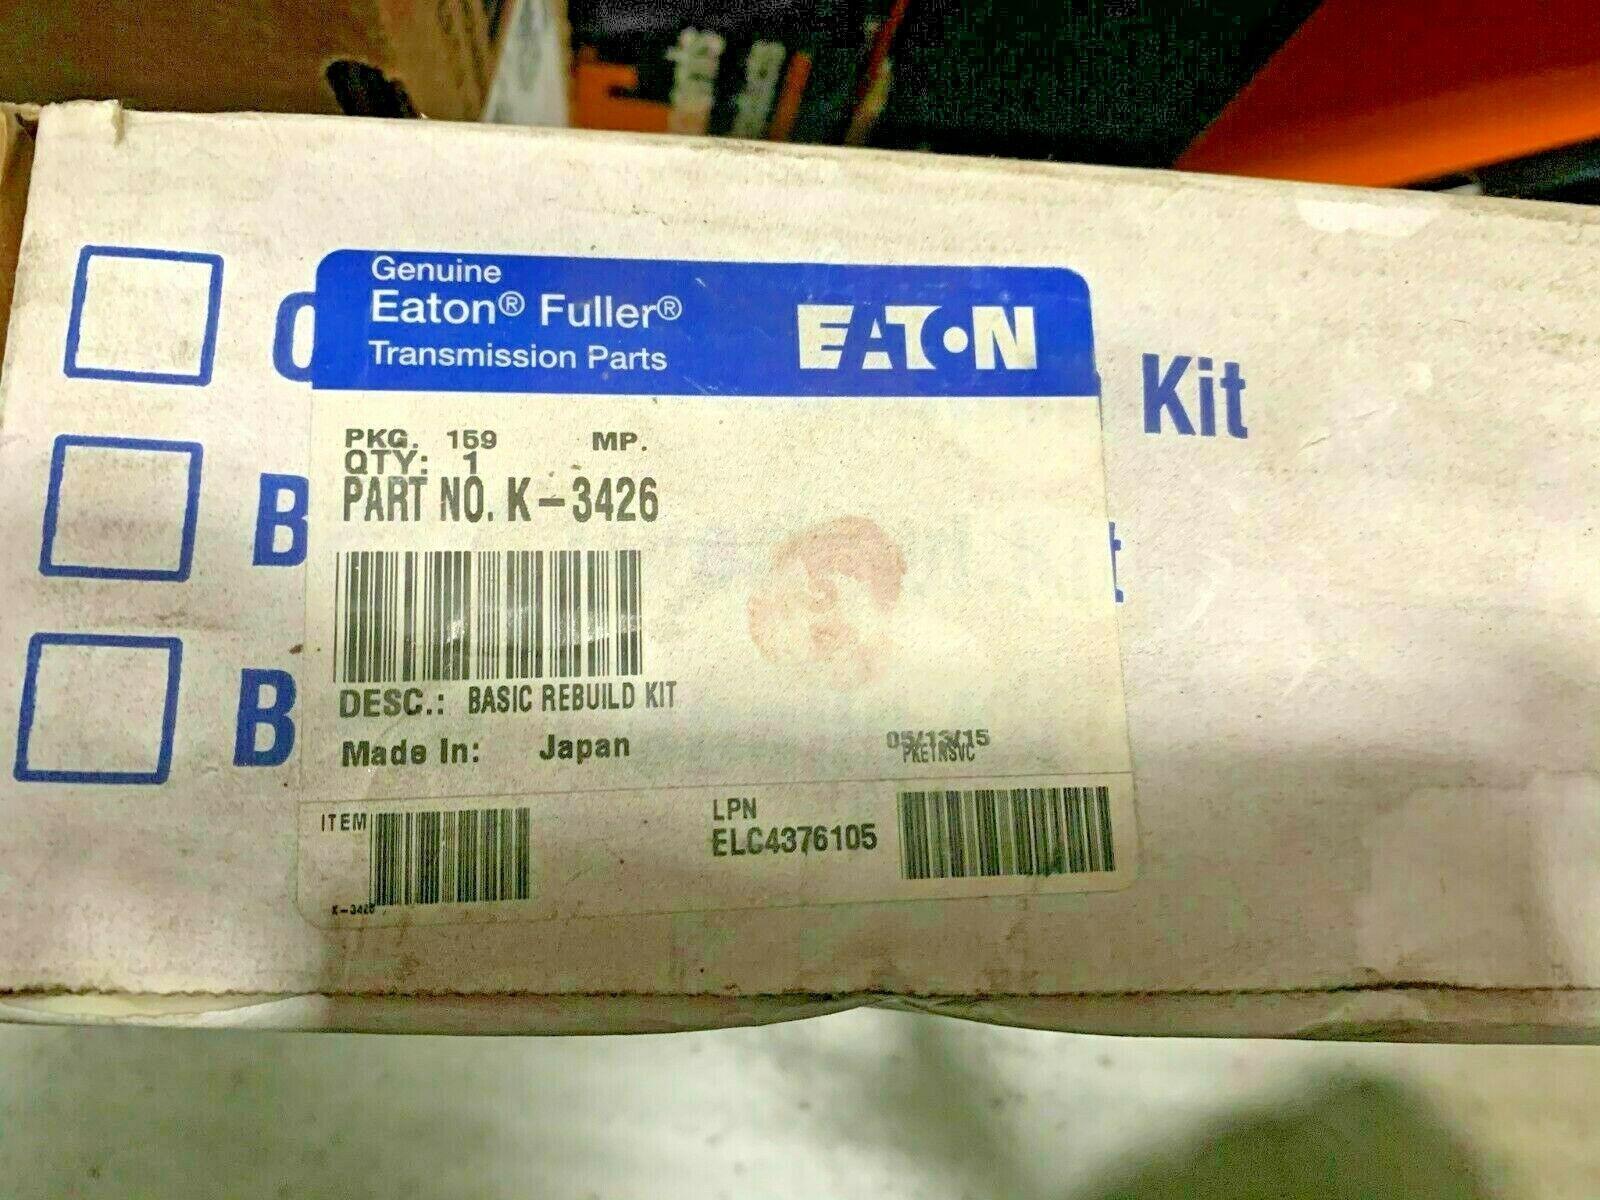 Genuine
Eaton® Fuller®
Transmission Parts
EATON
Kit
PKG. 159 MP.
QTY: 1
PART NO. K-3426
B
DESC.: BASIC REBUILD KIT
B
Made In: Japan
05/13/15
PKETRSVC
ITEM
LPN
ELC4376105
K-3426